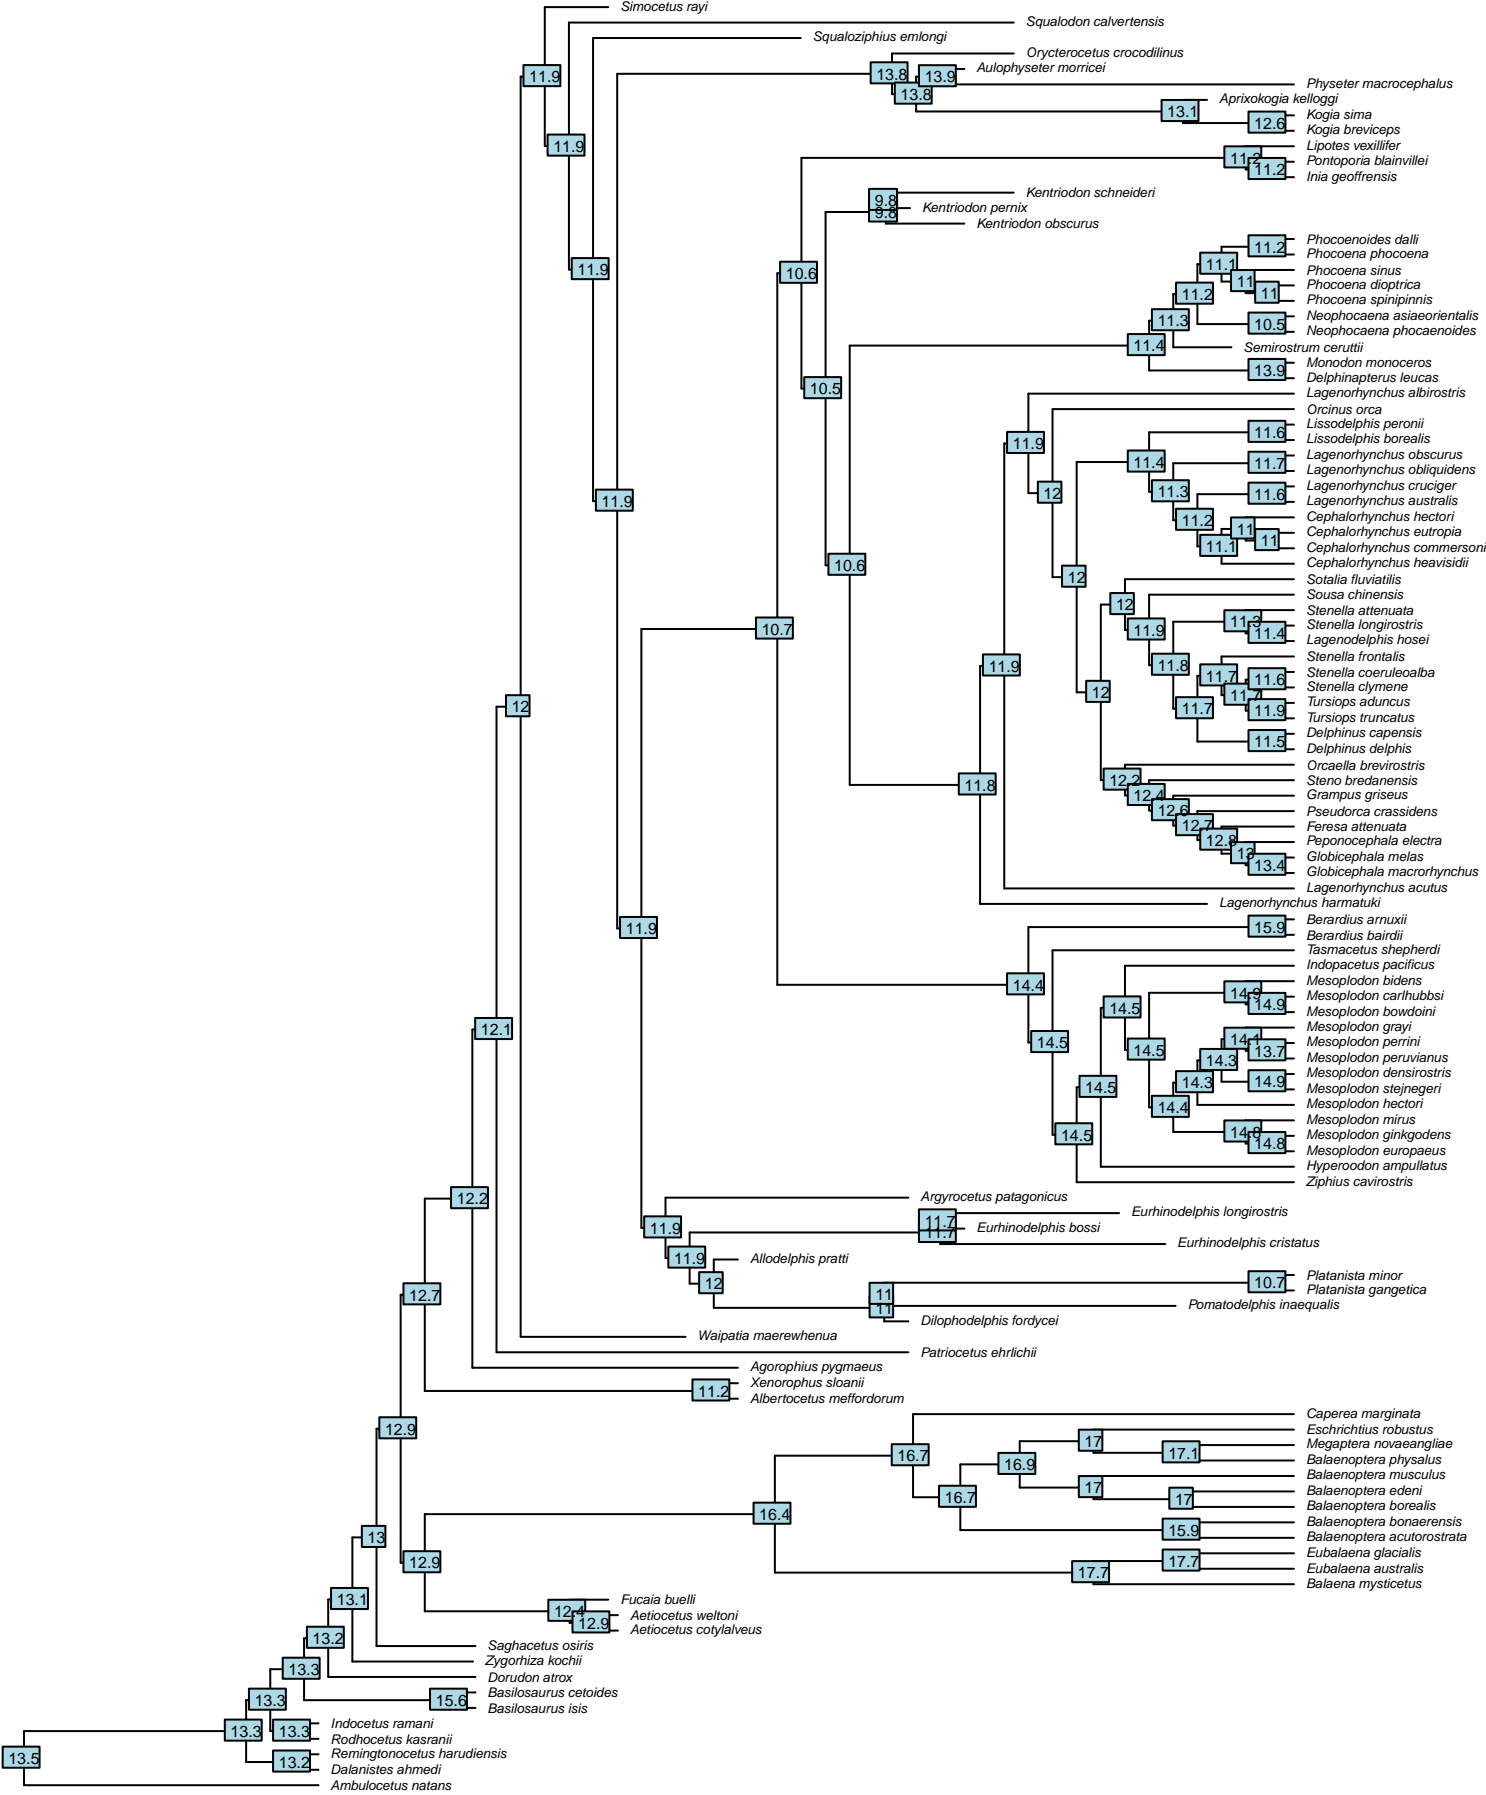 Simocetus rayi
Squalodon calvertensis
Squaloziphius emlongi
Orycterocetus crocodilinus
Aulophyseter morricei
11.9 13.8 13.9
Physeter macrocephalus
13.8
Aprixokogia kelloggi
13.1
Kogia sima
12.6
Kogia breviceps
11.9
Lipotes vexillifer
11.2
Pontoporia blainvillei
11.2
Inia geoffrensis
Kentriodon schneideri
9.8
Kentriodon pernix
9.8
Kentriodon obscurus
Phocoenoides dalli
11.2
Phocoena phocoena
11.1
11.9 10.6
Phocoena sinus
11
Phocoena dioptrica
11.2 11
Phocoena spinipinnis
Neophocaena asiaeorientalis
11.3 10.5
Neophocaena phocaenoides
11.4
Semirostrum ceruttii
Monodon monoceros
13.9
Delphinapterus leucas
10.5
Lagenorhynchus albirostris
Orcinus orca
Lissodelphis peronii
11.6
Lissodelphis borealis
11.9
Lagenorhynchus obscurus
11.4 11.7
Lagenorhynchus obliquidens
Lagenorhynchus cruciger
12 11.3 11.6
Lagenorhynchus australis
11.9
Cephalorhynchus hectori
11.2
Cephalorhynchus eutropia
11
11
Cephalorhynchus commersoni
11.1
Cephalorhynchus heavisidii
10.6
Sotalia fluviatilis
12
Sousa chinensis
12
Stenella attenuata
11.3
Stenella longirostris
10.7 11.9 11.4
Lagenodelphis hosei
Stenella frontalis
11.9 11.8
Stenella coeruleoalba
11.7 11.6
Stenella clymene
12 11.7
Tursiops aduncus
12 11.7 11.9
Tursiops truncatus
Delphinus capensis
11.5
Delphinus delphis
Orcaella brevirostris
12.2
Steno bredanensis
11.8 12.4
Grampus griseus
12.6
Pseudorca crassidens
12.7
Feresa attenuata
12.8
Peponocephala electra
13
Globicephala melas
13.4
Globicephala macrorhynchus
Lagenorhynchus acutus
Lagenorhynchus harmatuki
Berardius arnuxii
11.9 15.9
Berardius bairdii
Tasmacetus shepherdi
Indopacetus pacificus
Mesoplodon bidens
14.4 14.9
Mesoplodon carlhubbsi
14.5 14.9
Mesoplodon bowdoini
12.1
Mesoplodon grayi
14.1
Mesoplodon perrini
14.5 14.5 13.7
Mesoplodon peruvianus
14.3
Mesoplodon densirostris
14.5 14.3 14.9
Mesoplodon stejnegeri
Mesoplodon hectori
14.4
Mesoplodon mirus
14.5 14.8
Mesoplodon ginkgodens
14.8
Mesoplodon europaeus
Hyperoodon ampullatus
Ziphius cavirostris
12.2
Argyrocetus patagonicus
Eurhinodelphis longirostris
11.9 11.7
Eurhinodelphis bossi
11.7
Eurhinodelphis cristatus
11.9
Allodelphis pratti
12
Platanista minor
10.7
Platanista gangetica
12.7 11
Pomatodelphis inaequalis
11
Dilophodelphis fordycei
Waipatia maerewhenua
Patriocetus ehrlichii
Agorophius pygmaeus
Xenorophus sloanii
11.2
Albertocetus meffordorum
Caperea marginata
12.9
Eschrichtius robustus
17
Megaptera novaeangliae
16.7 17.1
Balaenoptera physalus
16.9
Balaenoptera musculus
17
Balaenoptera edeni
16.7 17
Balaenoptera borealis
16.4
Balaenoptera bonaerensis
15.9
Balaenoptera acutorostrata
13
Eubalaena glacialis
12.9 17.7
Eubalaena australis
17.7
Balaena mysticetus
13.1
Fucaia buelli
12.4
Aetiocetus weltoni
12.9
Aetiocetus cotylalveus
13.2
Saghacetus osiris
Zygorhiza kochii
13.3
Dorudon atrox
Basilosaurus cetoides
13.3 15.6
Basilosaurus isis
Indocetus ramani
13.3 13.3
Rodhocetus kasranii
Remingtonocetus harudiensis
13.5 13.2
Dalanistes ahmedi
Ambulocetus natans